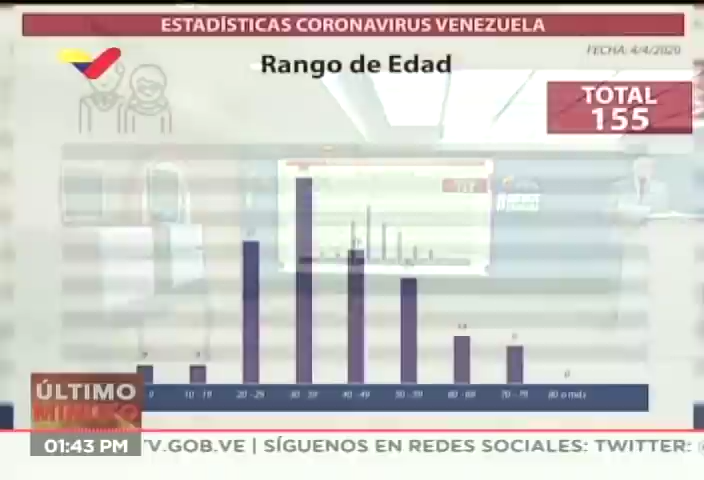 ESTADÍSTICAS CORONAVIRUS VENEZUELA
FECHA: 4/4/2020
Rango de Edad
TOTAL
155
10 - 19 20 - 29 30 - 39 40 - 49 50 - 59 60 - 69 70 - 79 80 o más
ÚLTIMO
MINUTO
01:43 PM TV.GOB.VE | SÍGUENOS EN REDES SOCIALES: TWITTER: